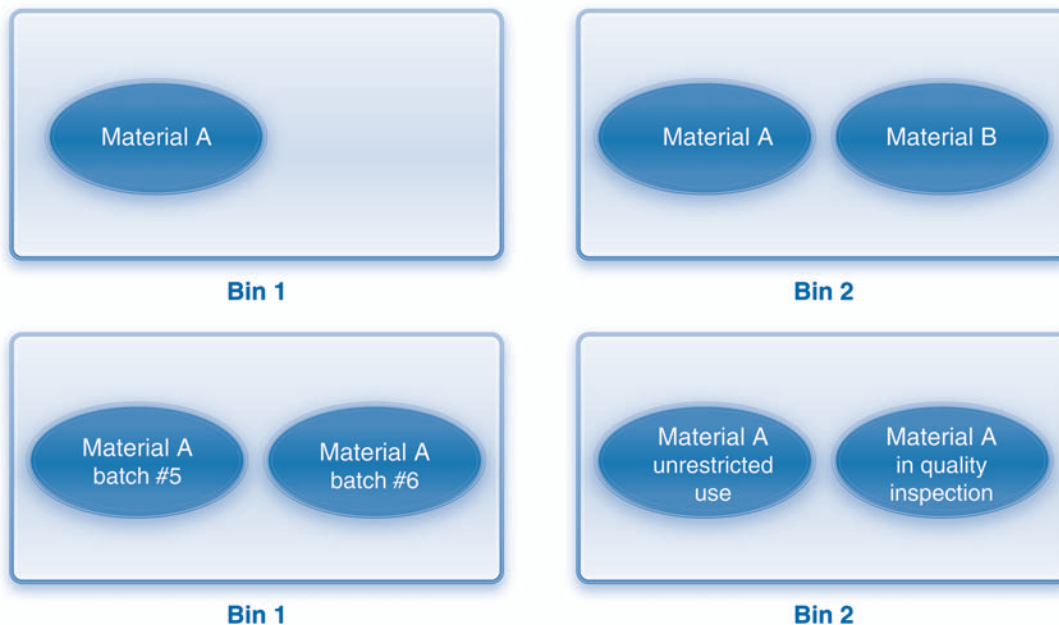 Material A
Material A
Material B
Bin 1
Bin 2
Material A
batch #5
Material A
batch #6
Material A
unrestricted
use
Material A
in quality
inspection
Bin 1
Bin 2